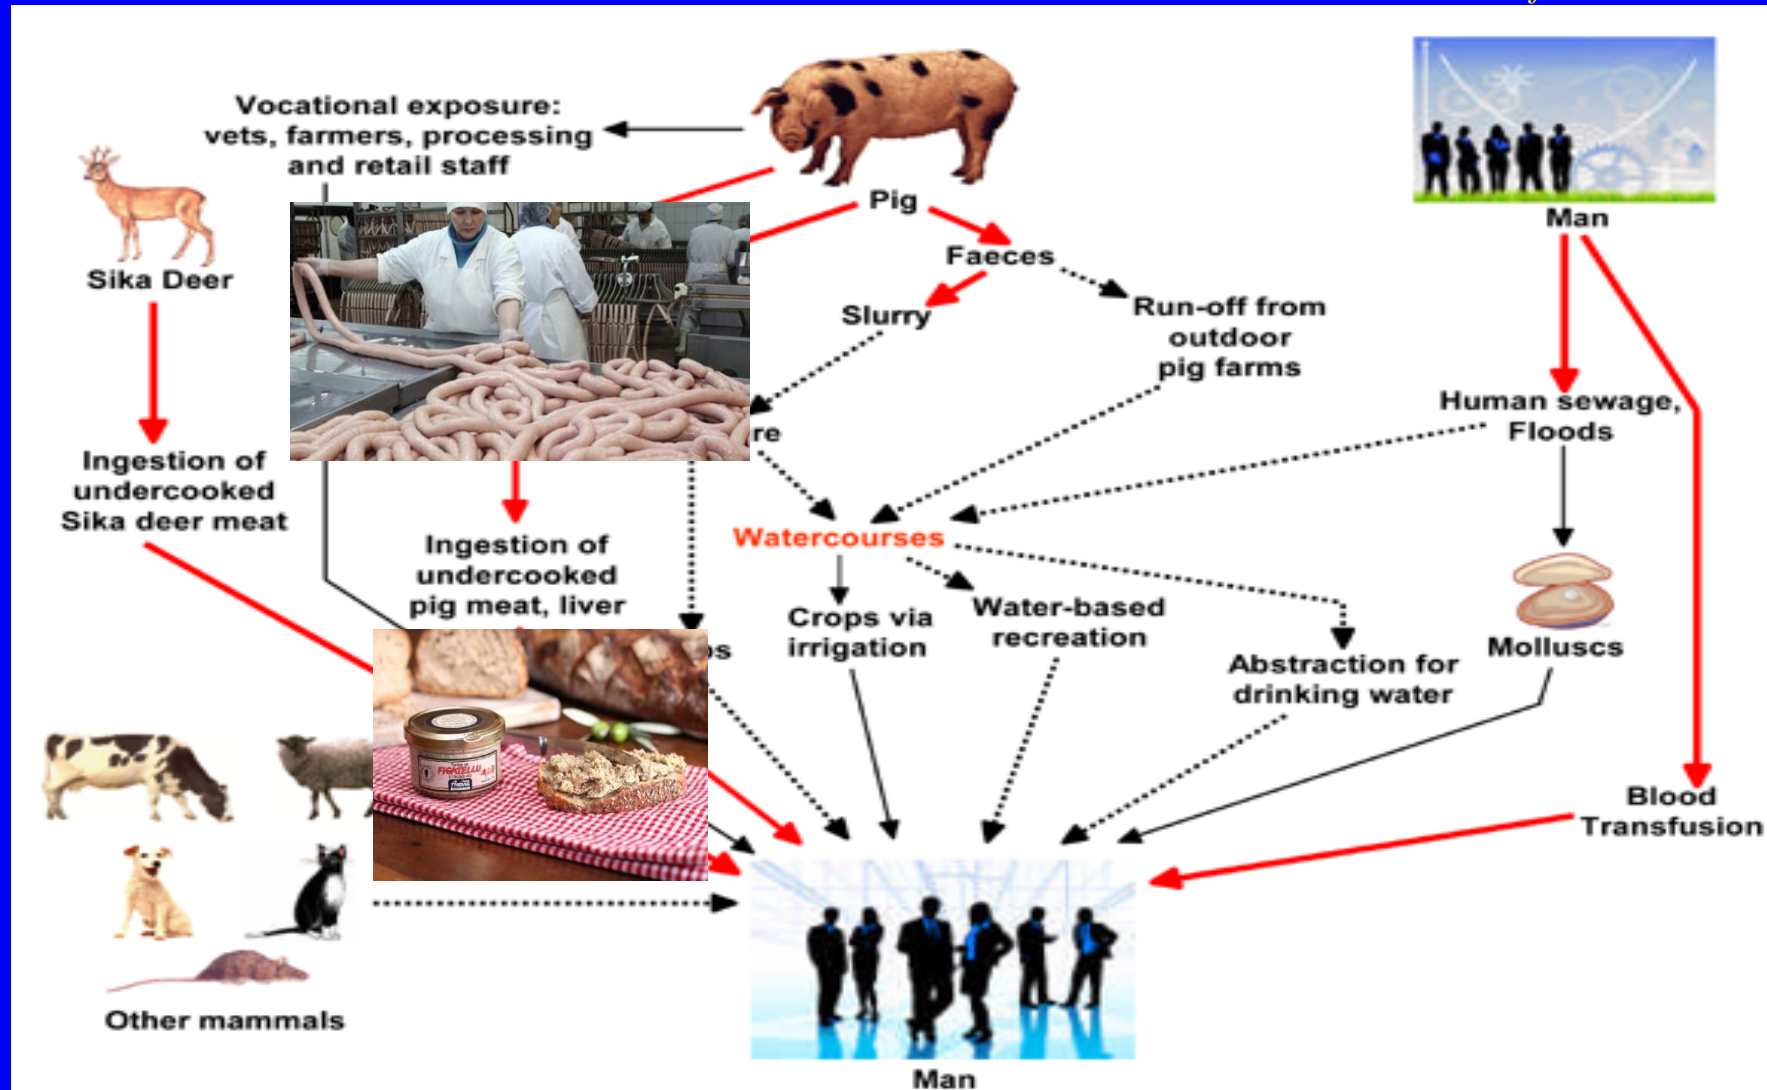 Vocational exposure:
vets, farmers, processing
and retail staff
Pig
Man
Sika Deer
Faeces
Slurry
Run-off from
outdoor
pig farms
Human sewage,
Floods
re
Ingestion of
undercooked
Sika deer meat
Watercourses
Ingestion of
undercooked
pig meat, liver
Crops via
irrigation
Water-based
recreation
Molluscs
Abstraction for
drinking water
FIGATELLU
Blood
Transfusion
Other mammals
Man